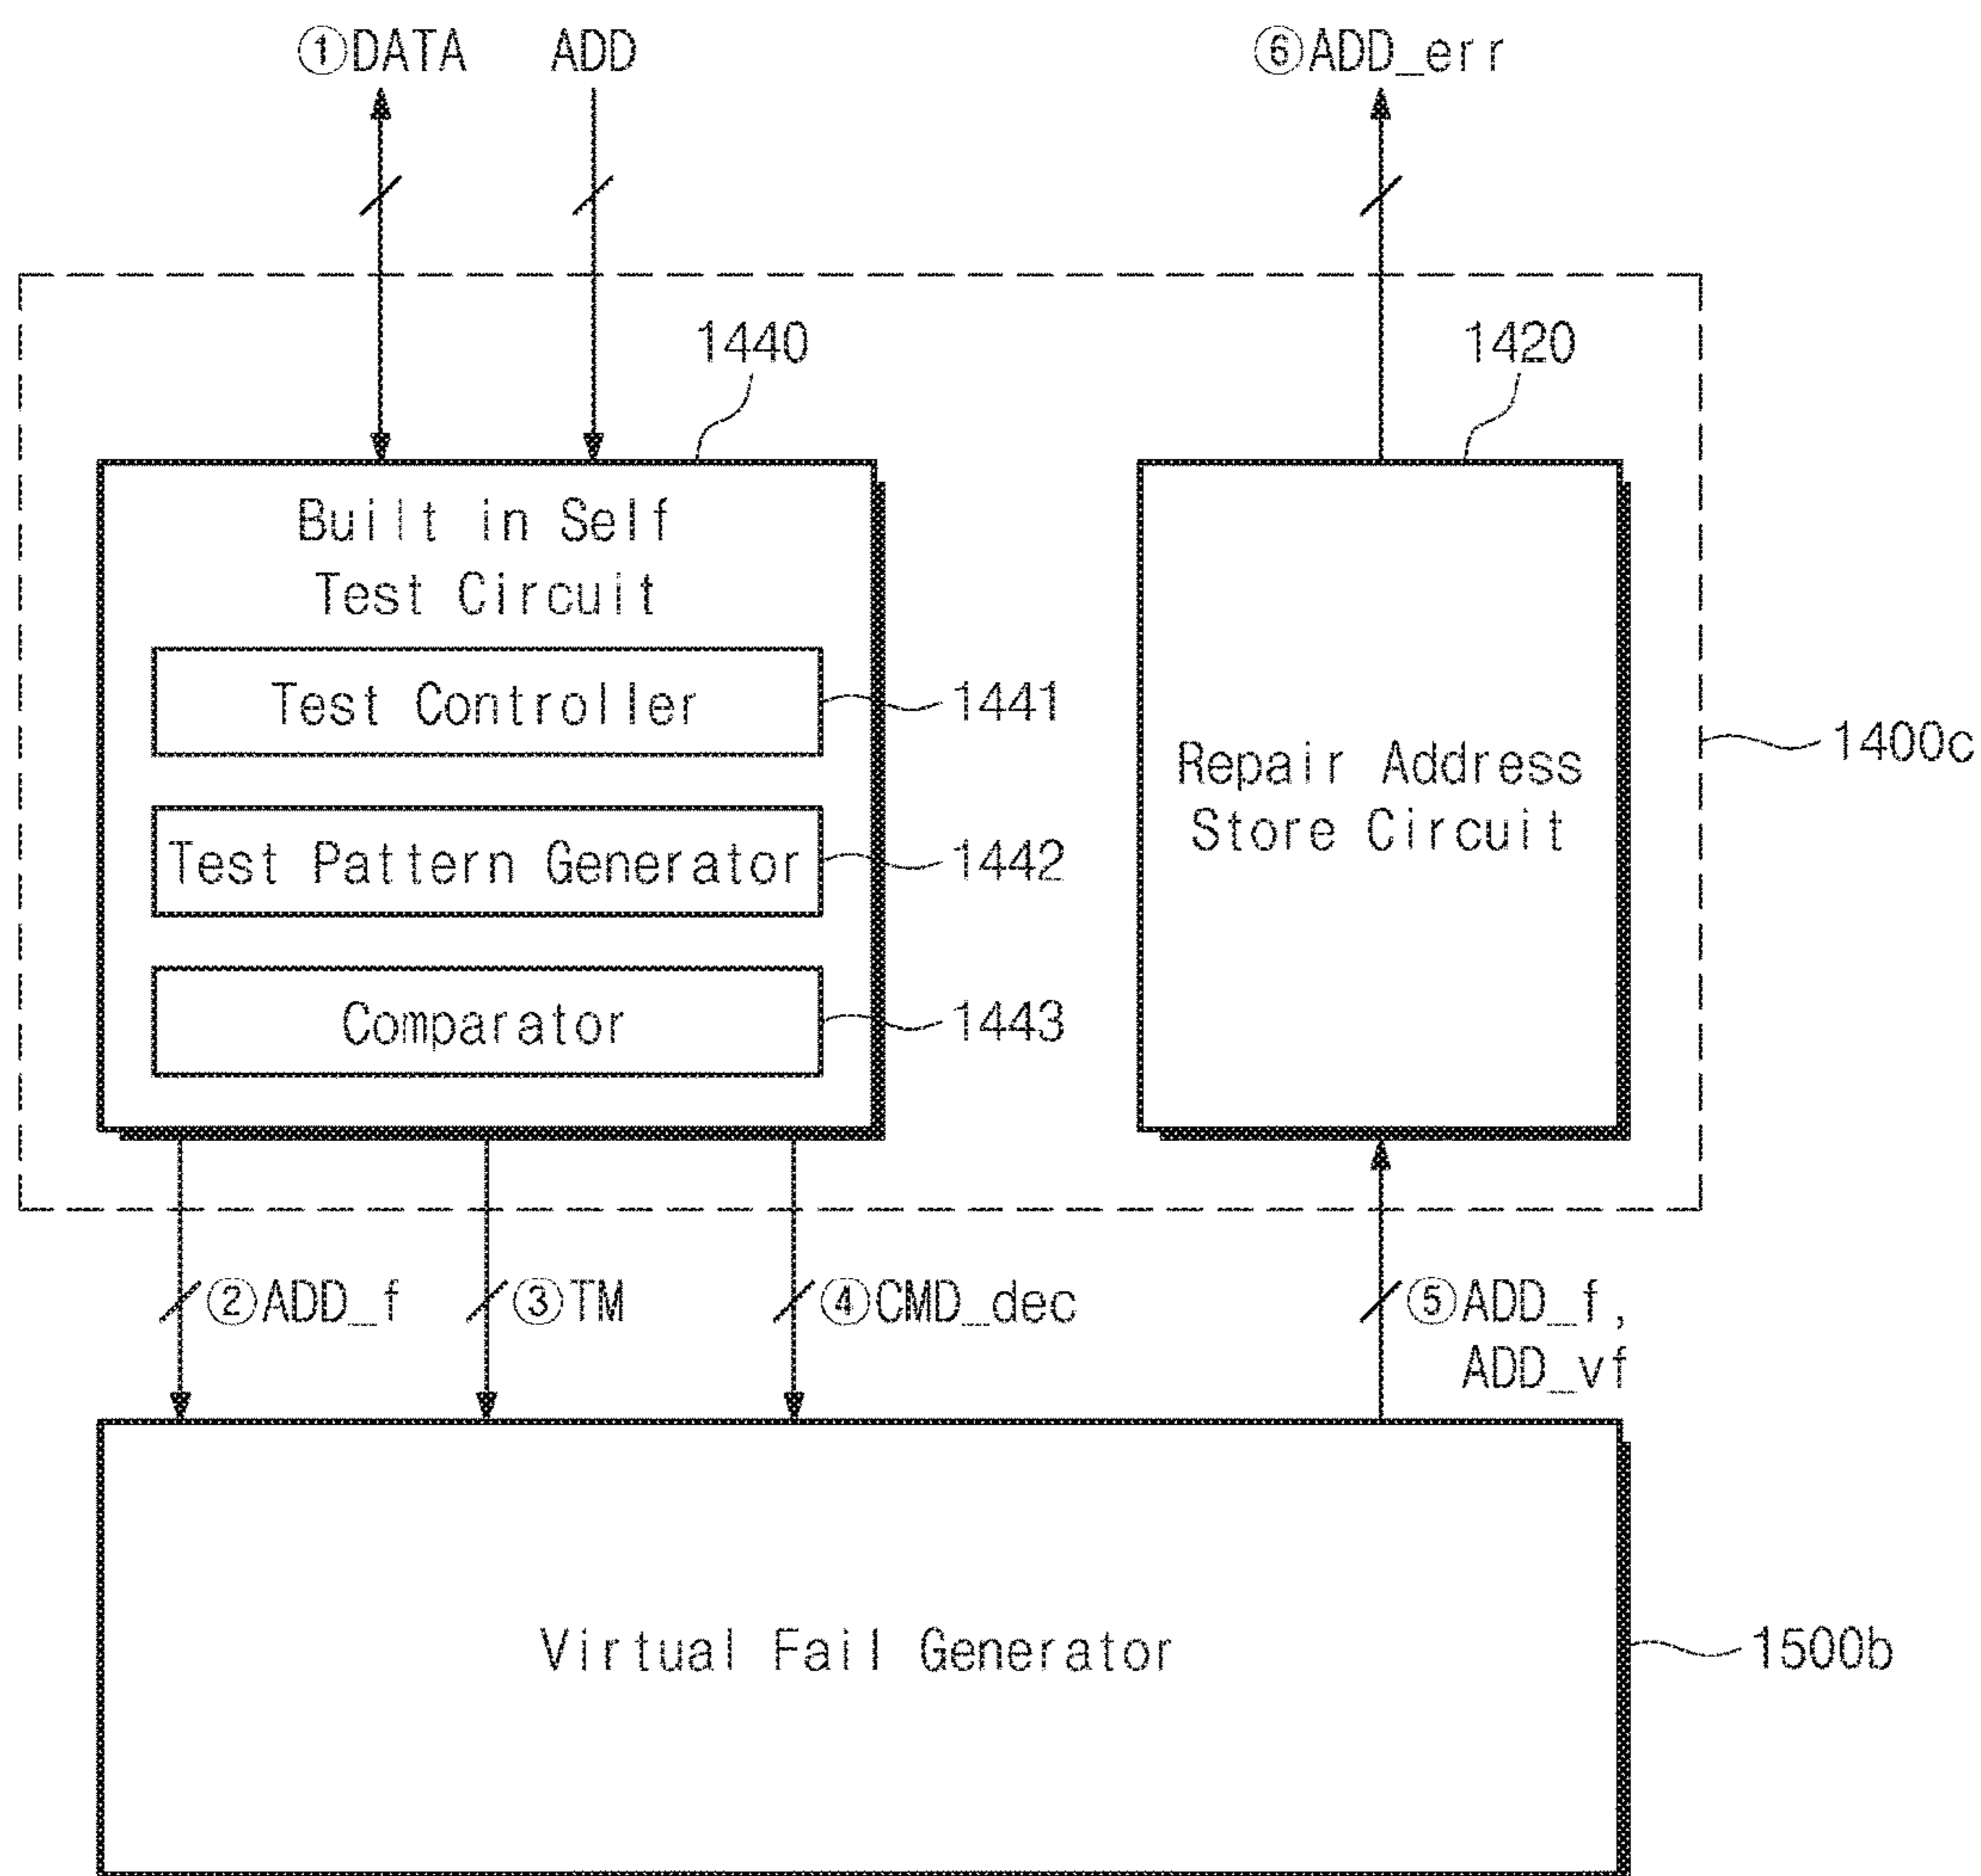 ①DATA ADD ⑥ADD_err
1440 1420
Built in Self
Test Circuit
Test Controller 1441
Test Pattern Generator 1442
Comparator 1443
Repair Address
Store Circuit
1400c
②ADD_f ③TM ④CMD_dec ⑤ADD_f,
ADD_vf
Virtual Fail Generator 1500b